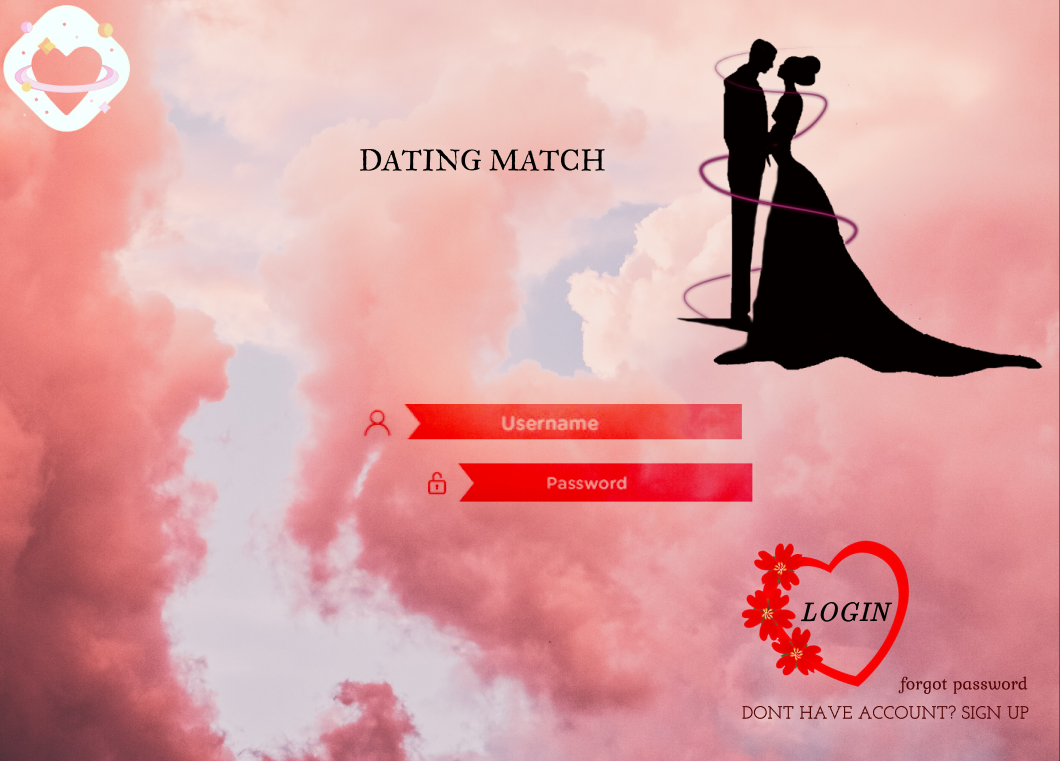 DATING MATCH
Username
Password
LOGIN
forgot password
DONT HAVE ACCOUNT? SIGN UP